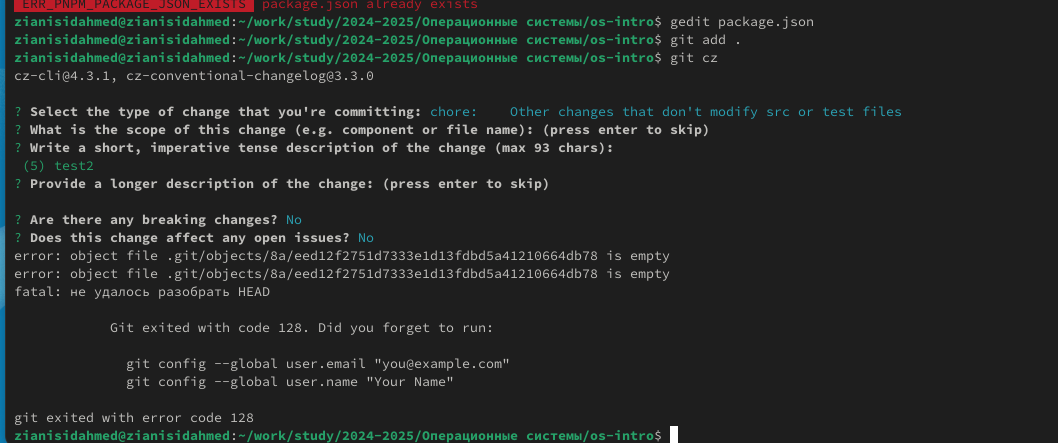 ERR_PNPM_PACKAGE_JSON_EXISTS package.json already exists
zianisidahmed@zianisidahmed:~/work/study/2024-2025/Операционные системы/os-intro$ gedit package.json
zianisidahmed@zianisidahmed:~/work/study/2024-2025/Операционные системы/os-intro$ git add .
zianisidahmed@zianisidahmed:~/work/study/2024-2025/Операционные системы/os-intro$ git cz
cz-cli@4.3.1, cz-conventional-changelog@3.3.0
? Select the type of change that you're committing: chore:    Other changes that don't modify src or test files
? What is the scope of this change (e.g. component or file name): (press enter to skip)
? Write a short, imperative tense description of the change (max 93 chars):
(5) test2
? Provide a longer description of the change: (press enter to skip)
? Are there any breaking changes? No
? Does this change affect any open issues? No
error: object file .git/objects/8a/eed12f2751d7333e1d13fdbd5a41210664db78 is empty
error: object file .git/objects/8a/eed12f2751d7333e1d13fdbd5a41210664db78 is empty
fatal: не удалось разобрать HEAD
Git exited with code 128. Did you forget to run:
git config --global user.email "you@example.com"
git config --global user.name "Your Name"
git exited with error code 128
zianisidahmed@zianisidahmed:~/work/study/2024-2025/Операционные системы/os-intro$